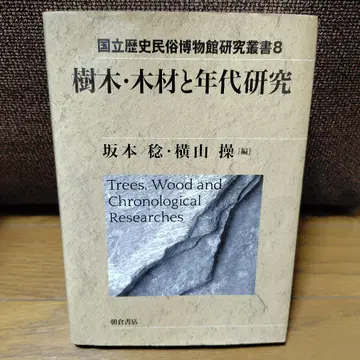 国立歴史民俗博物館研究叢書8
樹木・木材と年代研究
坂本 稔・横山 操[編]
Trees, Wood and
Chronological
Researches
朝倉書店